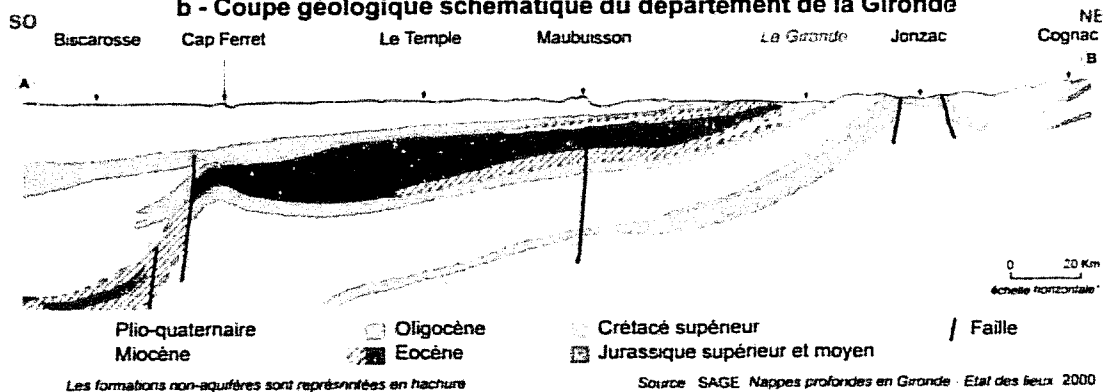 b - Coupe géologique schématique du département de la Gironde
SO
NE
Biscarosse Cap Ferret Le Temple Maubuisson La Gironde Jonzac Cognac
A B
0 20 Km
échelle horizontale
Plio-quaternaire Oligocène Crétacé supérieur Faille
Miocène Eocène Jurassique supérieur et moyen
Les formations non-aquifères sont représentées en hachuré
Source SAGE Nappes profondes en Gironde - Etat des lieux 2000